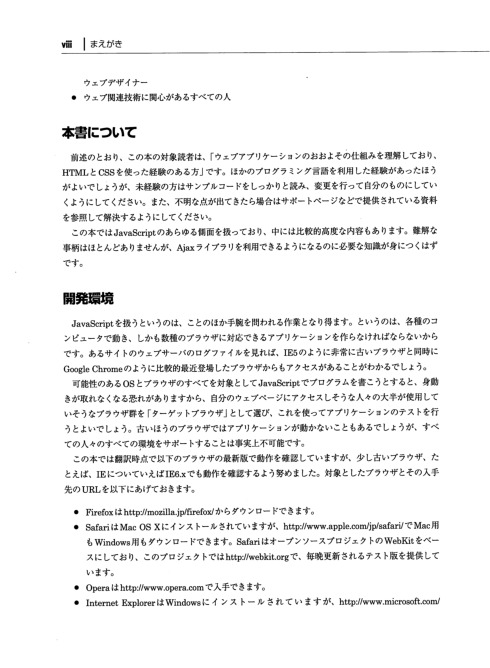 viii まえがき
ウェブデザイナー
● ウェブ関連技術に関心があるすべての人
本書について
前述のとおり、この本の対象読者は、「ウェブアプリケーションのおおよその仕組みを理解しており、
HTMLとCSSを使った経験のある方」です。ほかのプログラミング言語を利用した経験があったほう
がよいでしょうが、未経験の方はサンプルコードをしっかりと読み、変更を行って自分のものにしてい
くようにしてください。また、不明な点が出てきたら場合はサポートページなどで提供されている資料
を参照して解決するようにしてください。
この本ではJavaScriptのあらゆる側面を扱っており、中には比較的高度な内容もあります。難解な
事柄はほとんどありませんが、Ajaxライブラリを利用できるようになるのに必要な知識が身につくはず
です。
開発環境
JavaScriptを扱うというのは、ことのほか手腕を問われる作業となり得ます。というのは、各種のコ
ンピュータで動き、しかも数種のブラウザに対応できるアプリケーションを作らなければならないから
です。あるサイトのウェブサーバのログファイルを見れば、IE5のように非常に古いブラウザと同時に
Google Chromeのように比較的最近登場したブラウザからもアクセスがあることがわかるでしょう。
可能性のあるOSとブラウザのすべてを対象としてJavaScriptでプログラムを書こうとすると、身動
きが取れなくなる恐れがありますから、自分のウェブページにアクセスしそうな人々の大半が使用して
いそうなブラウザ群を「ターゲットブラウザ」として選び、これを使ってアプリケーションのテストを行
うとよいでしょう。古いほうのブラウザではアプリケーションが動かないこともあるでしょうが、すべ
ての人々のすべての環境をサポートすることは事実上不可能です。
この本では翻訳時点で以下のブラウザの最新版で動作を確認していますが、少し古いブラウザ、た
とえば、IEについていえばIE6.xでも動作を確認するよう努めました。対象としたブラウザとその入手
先のURLを以下にあげておきます。
● Firefoxはhttp://mozilla.jp/firefox/からダウンロードできます。
● SafariはMac OS Xにインストールされていますが、http://www.apple.com/jp/safari/でMac用
もWindows用もダウンロードできます。SafariはオープンソースプロジェクトのWebKitをベー
スにしており、このプロジェクトではhttp://webkit.orgで、毎晩更新されるテスト版を提供して
います。
● Operaはhttp://www.opera.comで入手できます。
● Internet ExplorerはWindowsにインストールされていますが、http://www.microsoft.com/